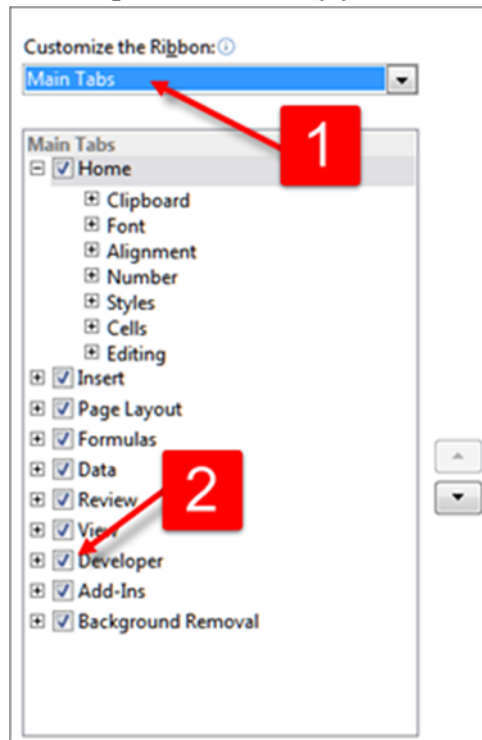 Customize the Ribbon:
Main Tabs
1
Main Tabs
Home
Clipboard
Font
Alignment
Number
Styles
Cells
Editing
Insert
Page Layout
Formulas
Data
2
Review
View
Developer
Add-Ins
Background Removal